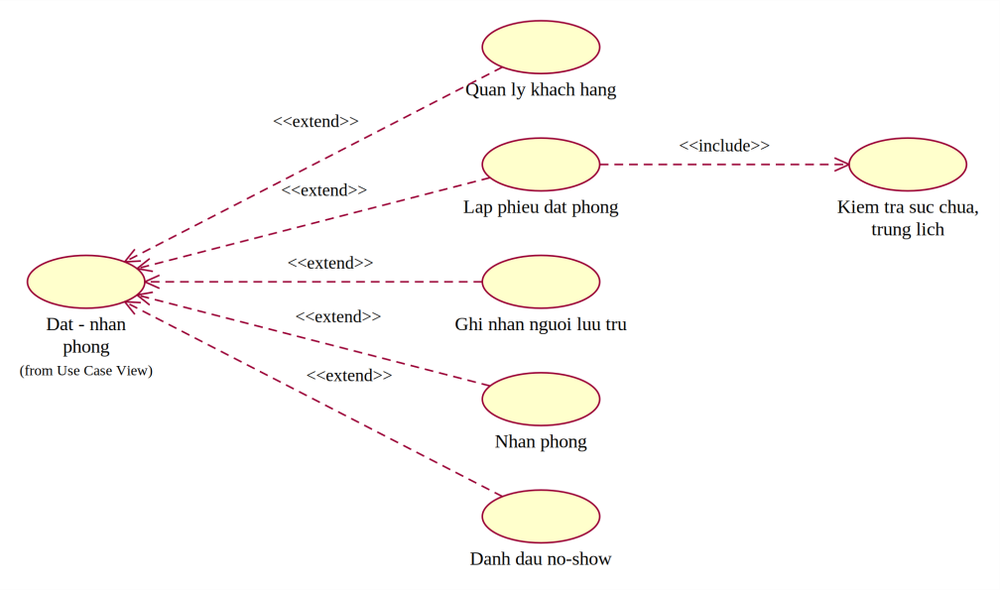 Quan ly khach hang
<<extend>>
<<include>>
<<extend>>
Lap phieu dat phong
Kiem tra suc chua,
trung lich
<<extend>>
Dat - nhan
phong
(from Use Case View)
Ghi nhan nguoi luu tru
<<extend>>
<<extend>>
Nhan phong
Danh dau no-show